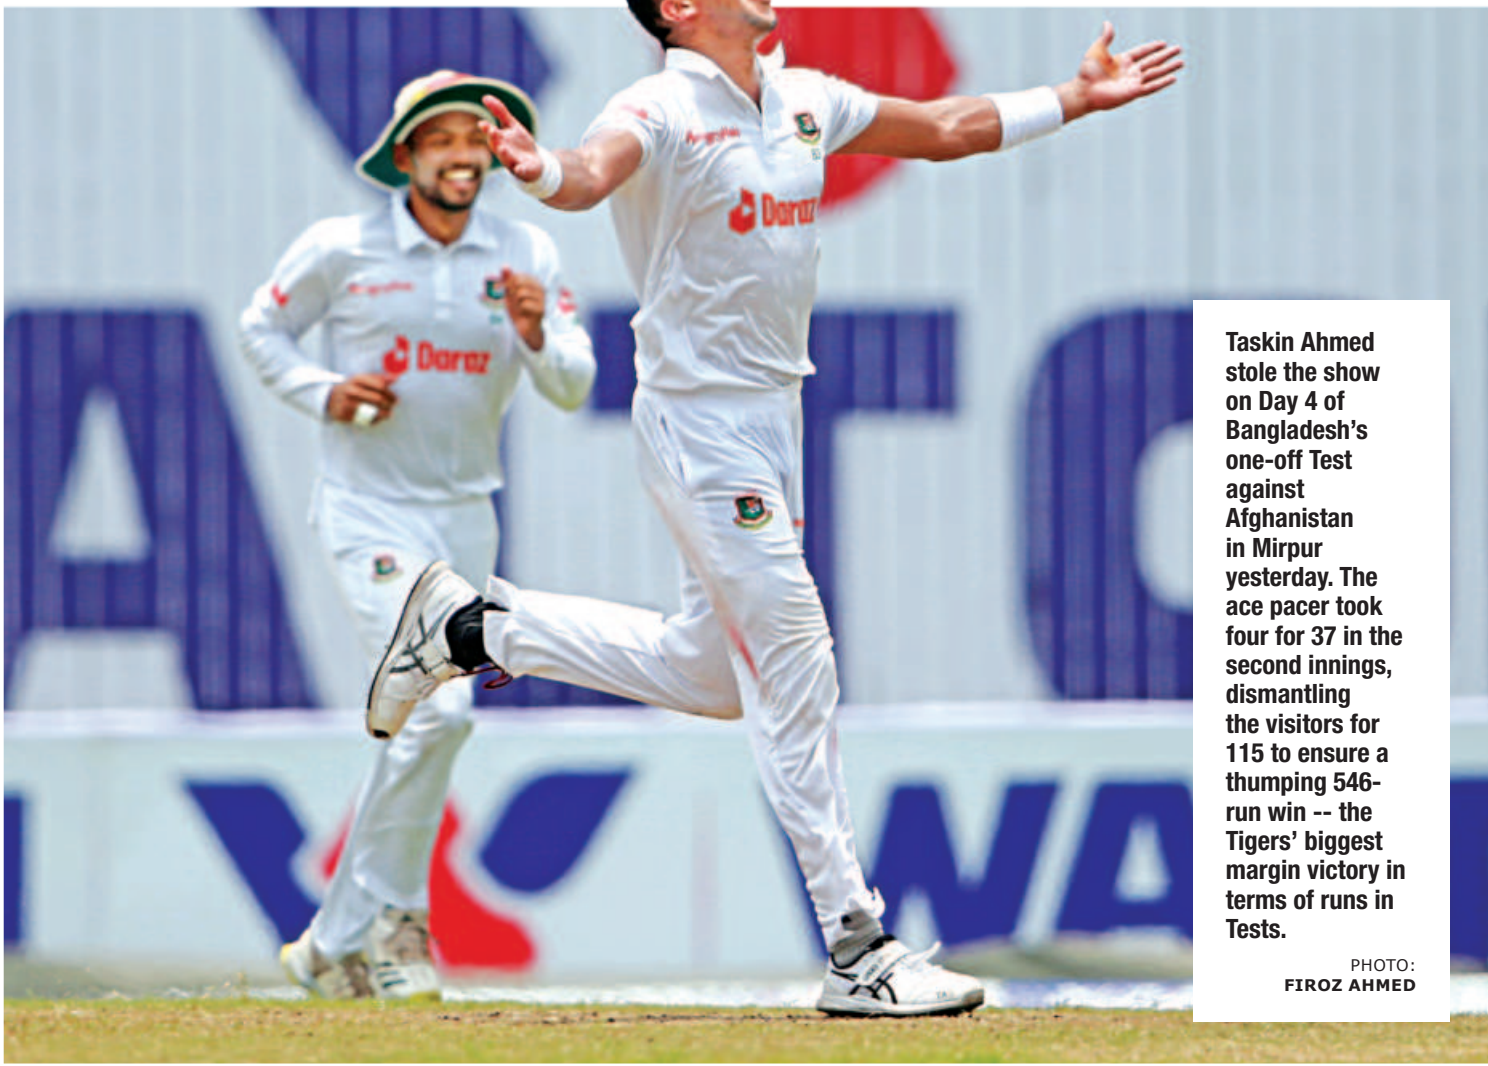 Daraz
Daraz
WA
Taskin Ahmed
stole the show
on Day 4 of
Bangladesh’s
one-off Test
against
Afghanistan
in Mirpur
yesterday. The
ace pacer took
four for 37 in the
second innings,
dismantling
the visitors for
115 to ensure a
thumping 546-
run win -- the
Tigers’ biggest
margin victory in
terms of runs in
Tests.
PHOTO:
FIROZ AHMED